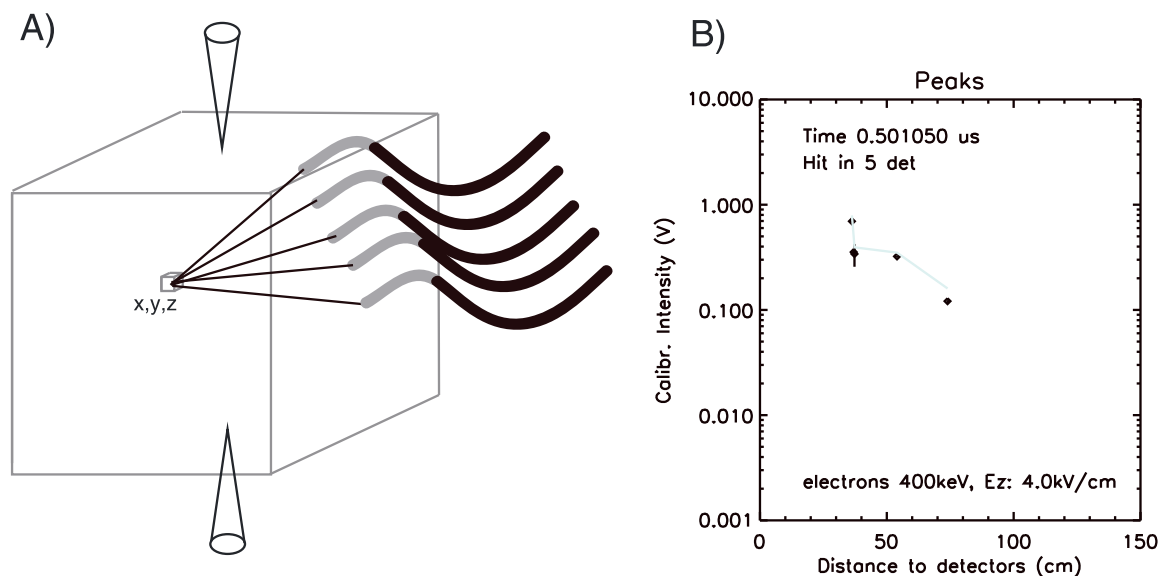 A)
x,y,z
B)
Peaks
10.000
1.000
0.100
0.010
0.001
Calibr. Intensity (V)
Time 0.501050 us
Hit in 5 det
electrons 400keV, Ez: 4.0kV/cm
0
50
100
150
Distance to detectors (cm)